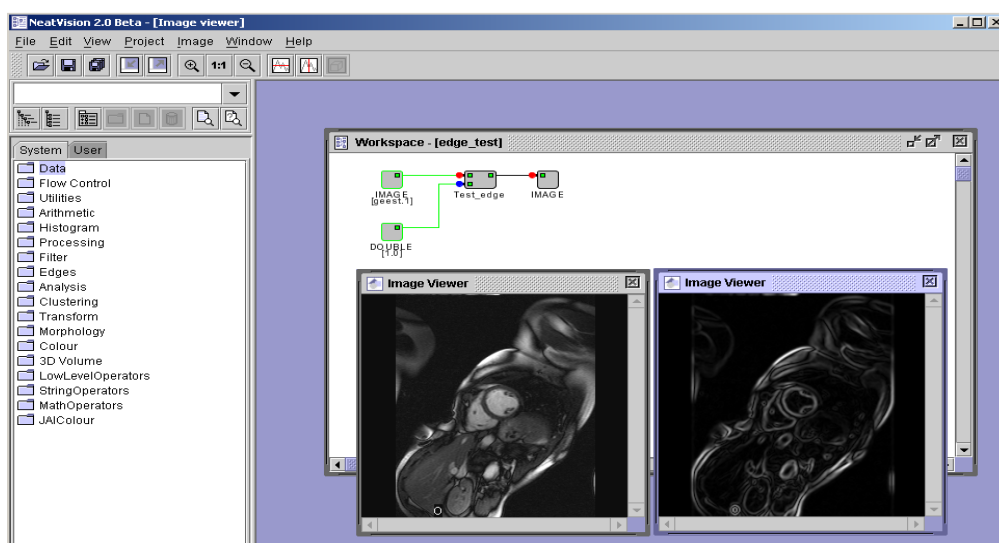 NeatVision 2.0 Beta - [Image viewer]
File Edit View Project Image Window Help
1:1
System User
Data
Flow Control
Utilities
Arithmetic
Histogram
Processing
Filter
Edges
Analysis
Clustering
Transform
Morphology
Colour
3D Volume
LowLevelOperators
StringOperators
MathOperators
JAIColour
Workspace - [edge_test]
IMAGE
[geest.1]
Test_edge
IMAGE
DOUBLE
[1.0]
Image Viewer
Image Viewer